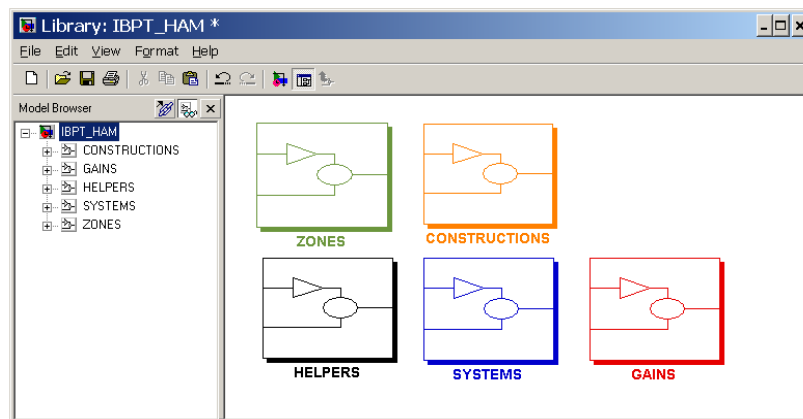 Library: IBPT_HAM *
File Edit View Format Help
Model Browser
IBPT_HAM
CONSTRUCTIONS
GAINS
HELPERS
SYSTEMS
ZONES
ZONES CONSTRUCTIONS
HELPERS SYSTEMS GAINS